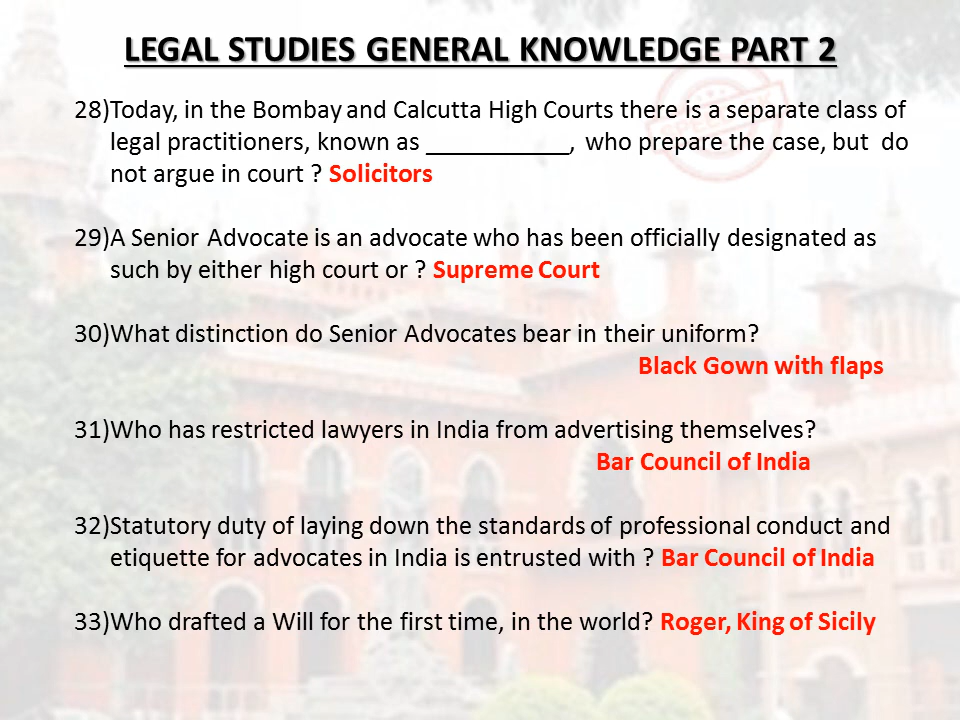 LEGAL STUDIES GENERAL KNOWLEDGE PART 2
28)Today, in the Bombay and Calcutta High Courts there is a separate class of
legal practitioners, known as ___________, who prepare the case, but do
not argue in court ? Solicitors
29)A Senior Advocate is an advocate who has been officially designated as
such by either high court or ? Supreme Court
30)What distinction do Senior Advocates bear in their uniform?
Black Gown with flaps
31)Who has restricted lawyers in India from advertising themselves?
Bar Council of India
32)Statutory duty of laying down the standards of professional conduct and
etiquette for advocates in India is entrusted with ? Bar Council of India
33)Who drafted a Will for the first time, in the world? Roger, King of Sicily